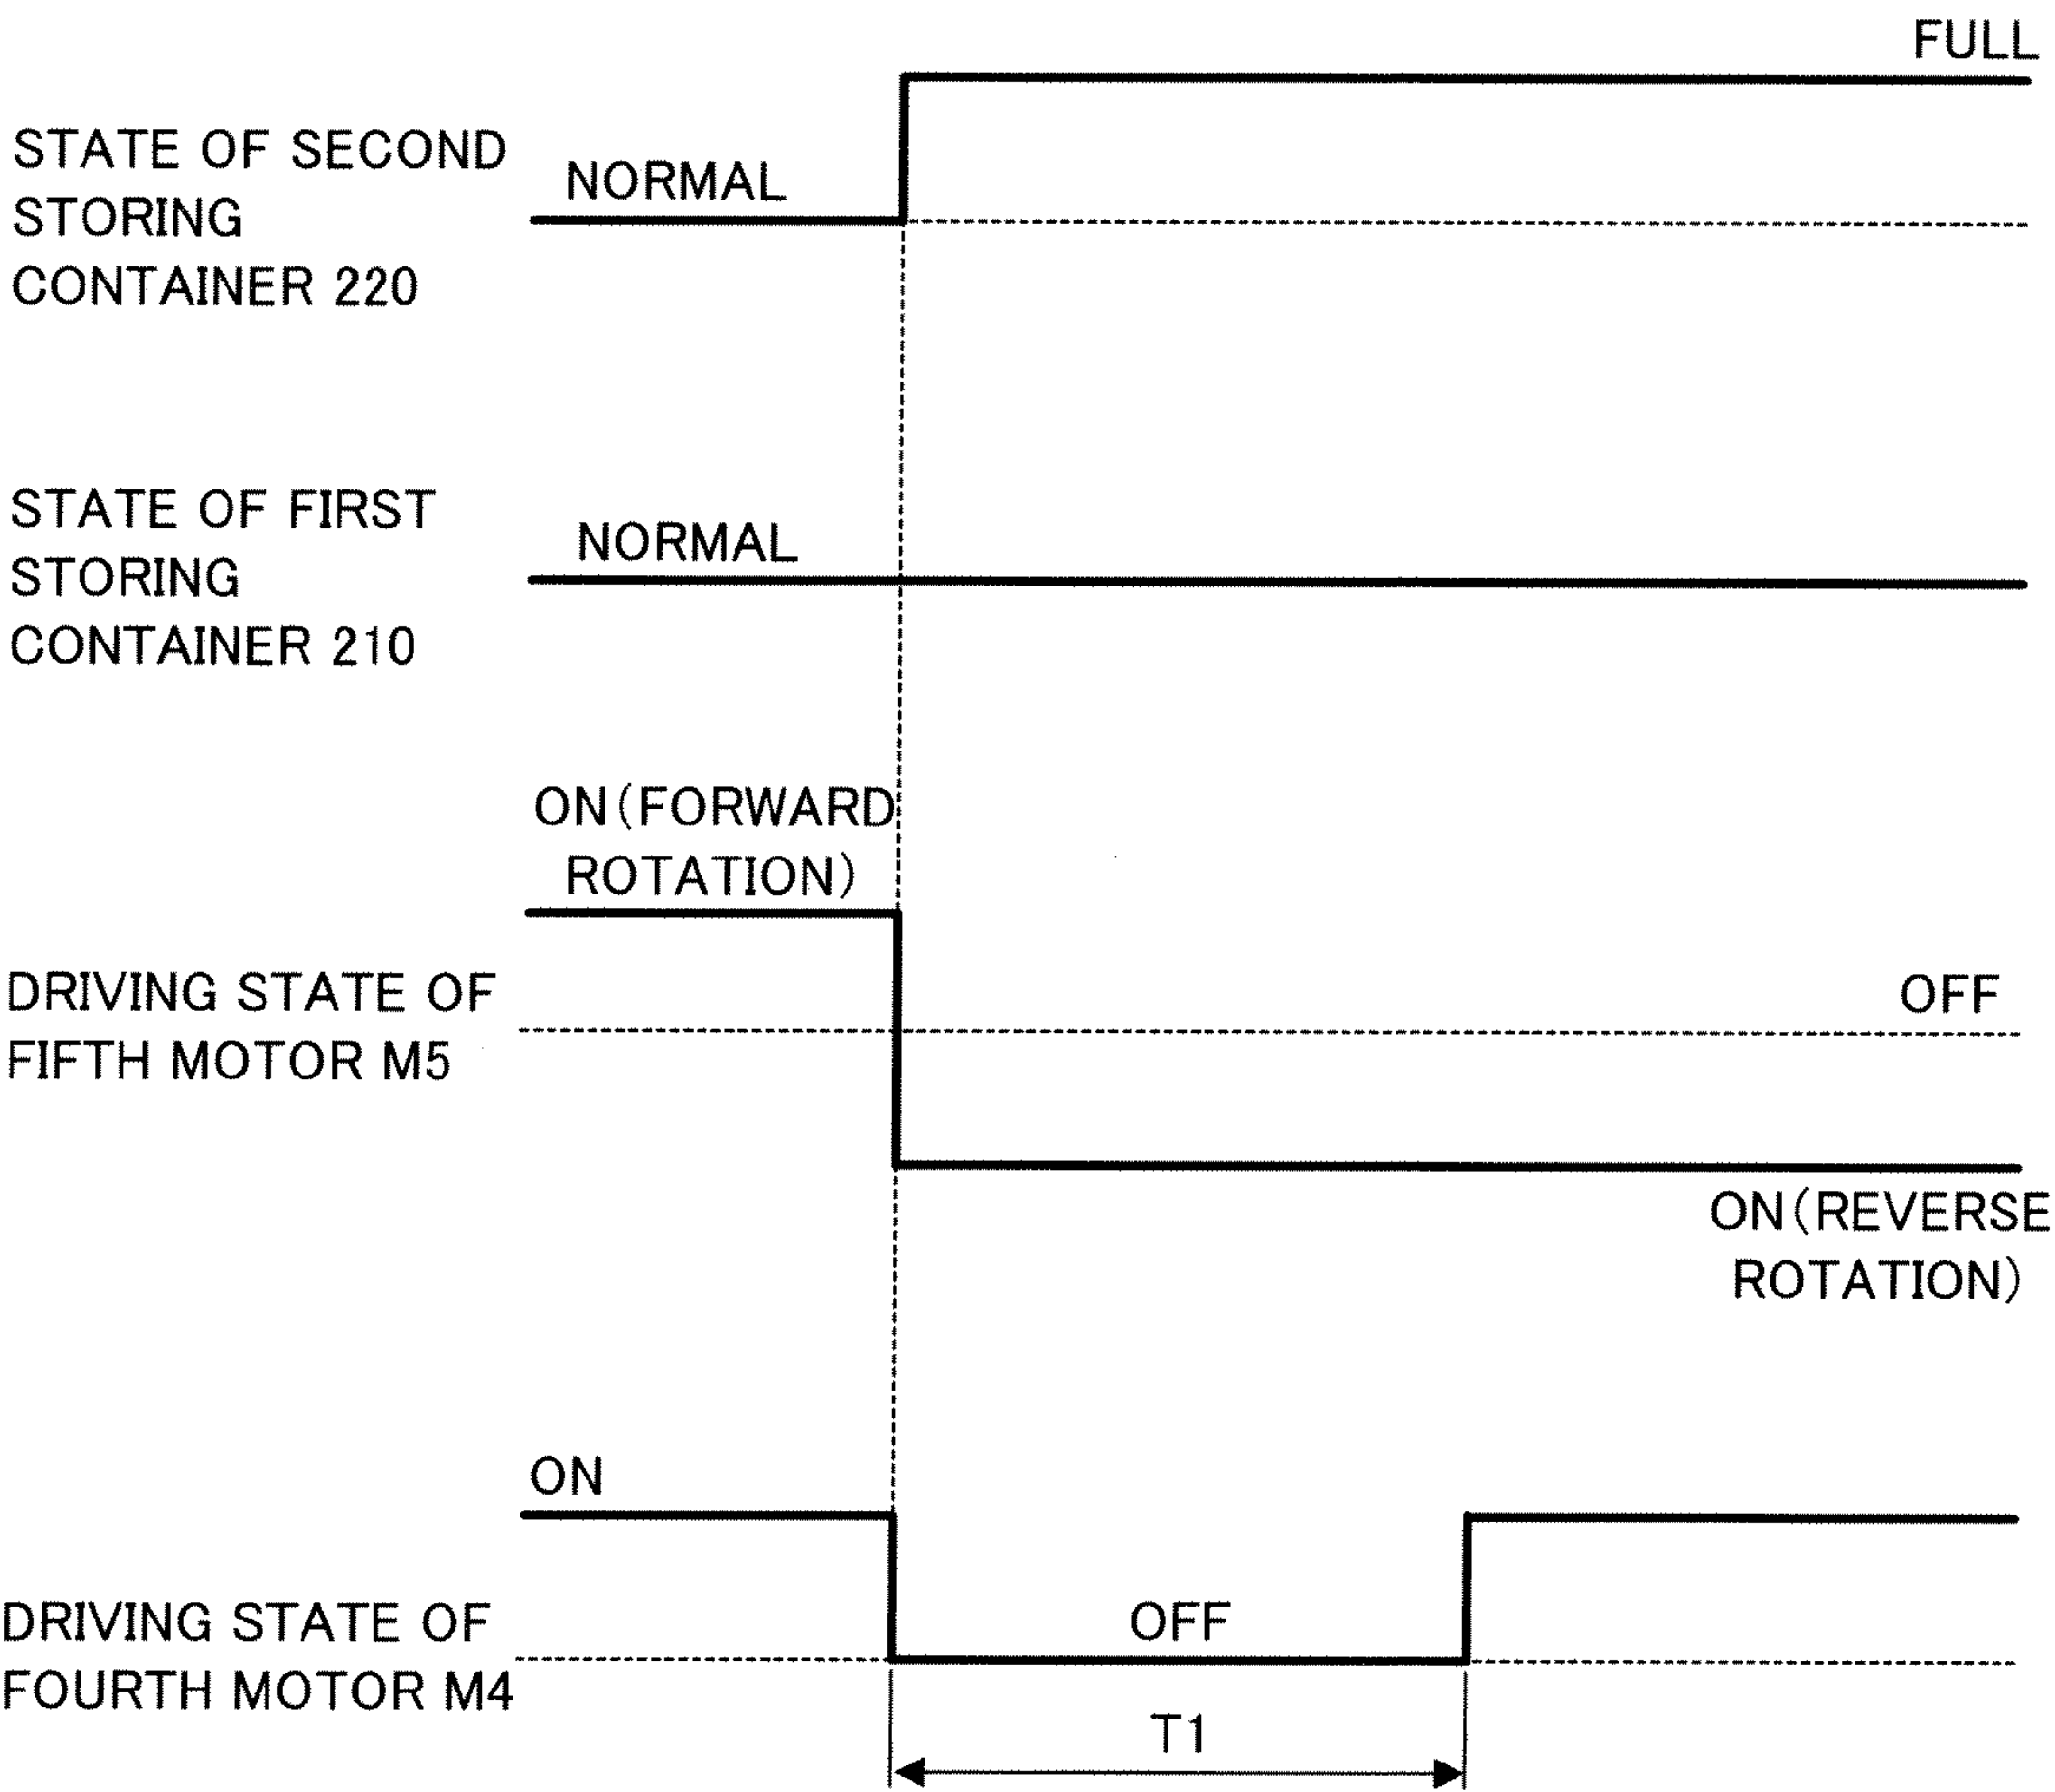 FULL
STATE OF SECOND
STORING
CONTAINER 220
NORMAL
STATE OF FIRST
STORING
CONTAINER 210
NORMAL
ON(FORWARD
ROTATION)
DRIVING STATE OF
FIFTH MOTOR M5
OFF
ON(REVERSE
ROTATION)
ON
DRIVING STATE OF
FOURTH MOTOR M4
OFF
T1